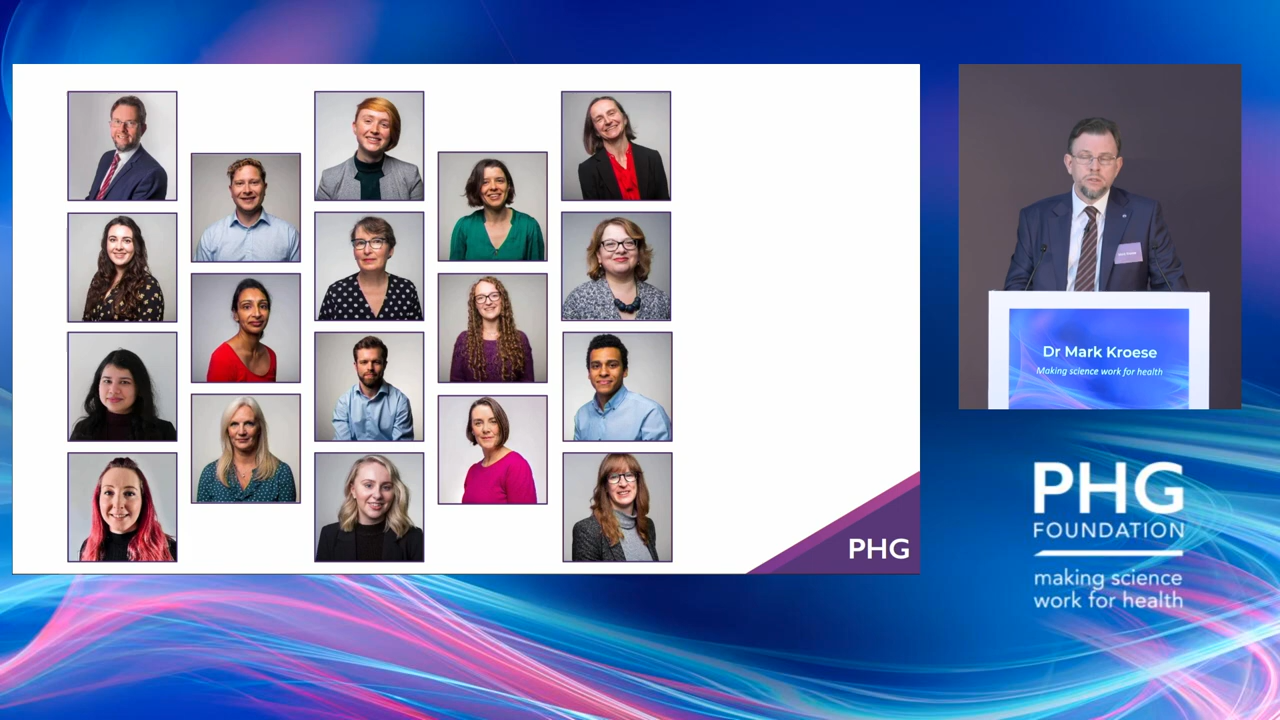 PHG
Dr Mark Kroese
Making science work for health
PHG
FOUNDATION
making science
work for health